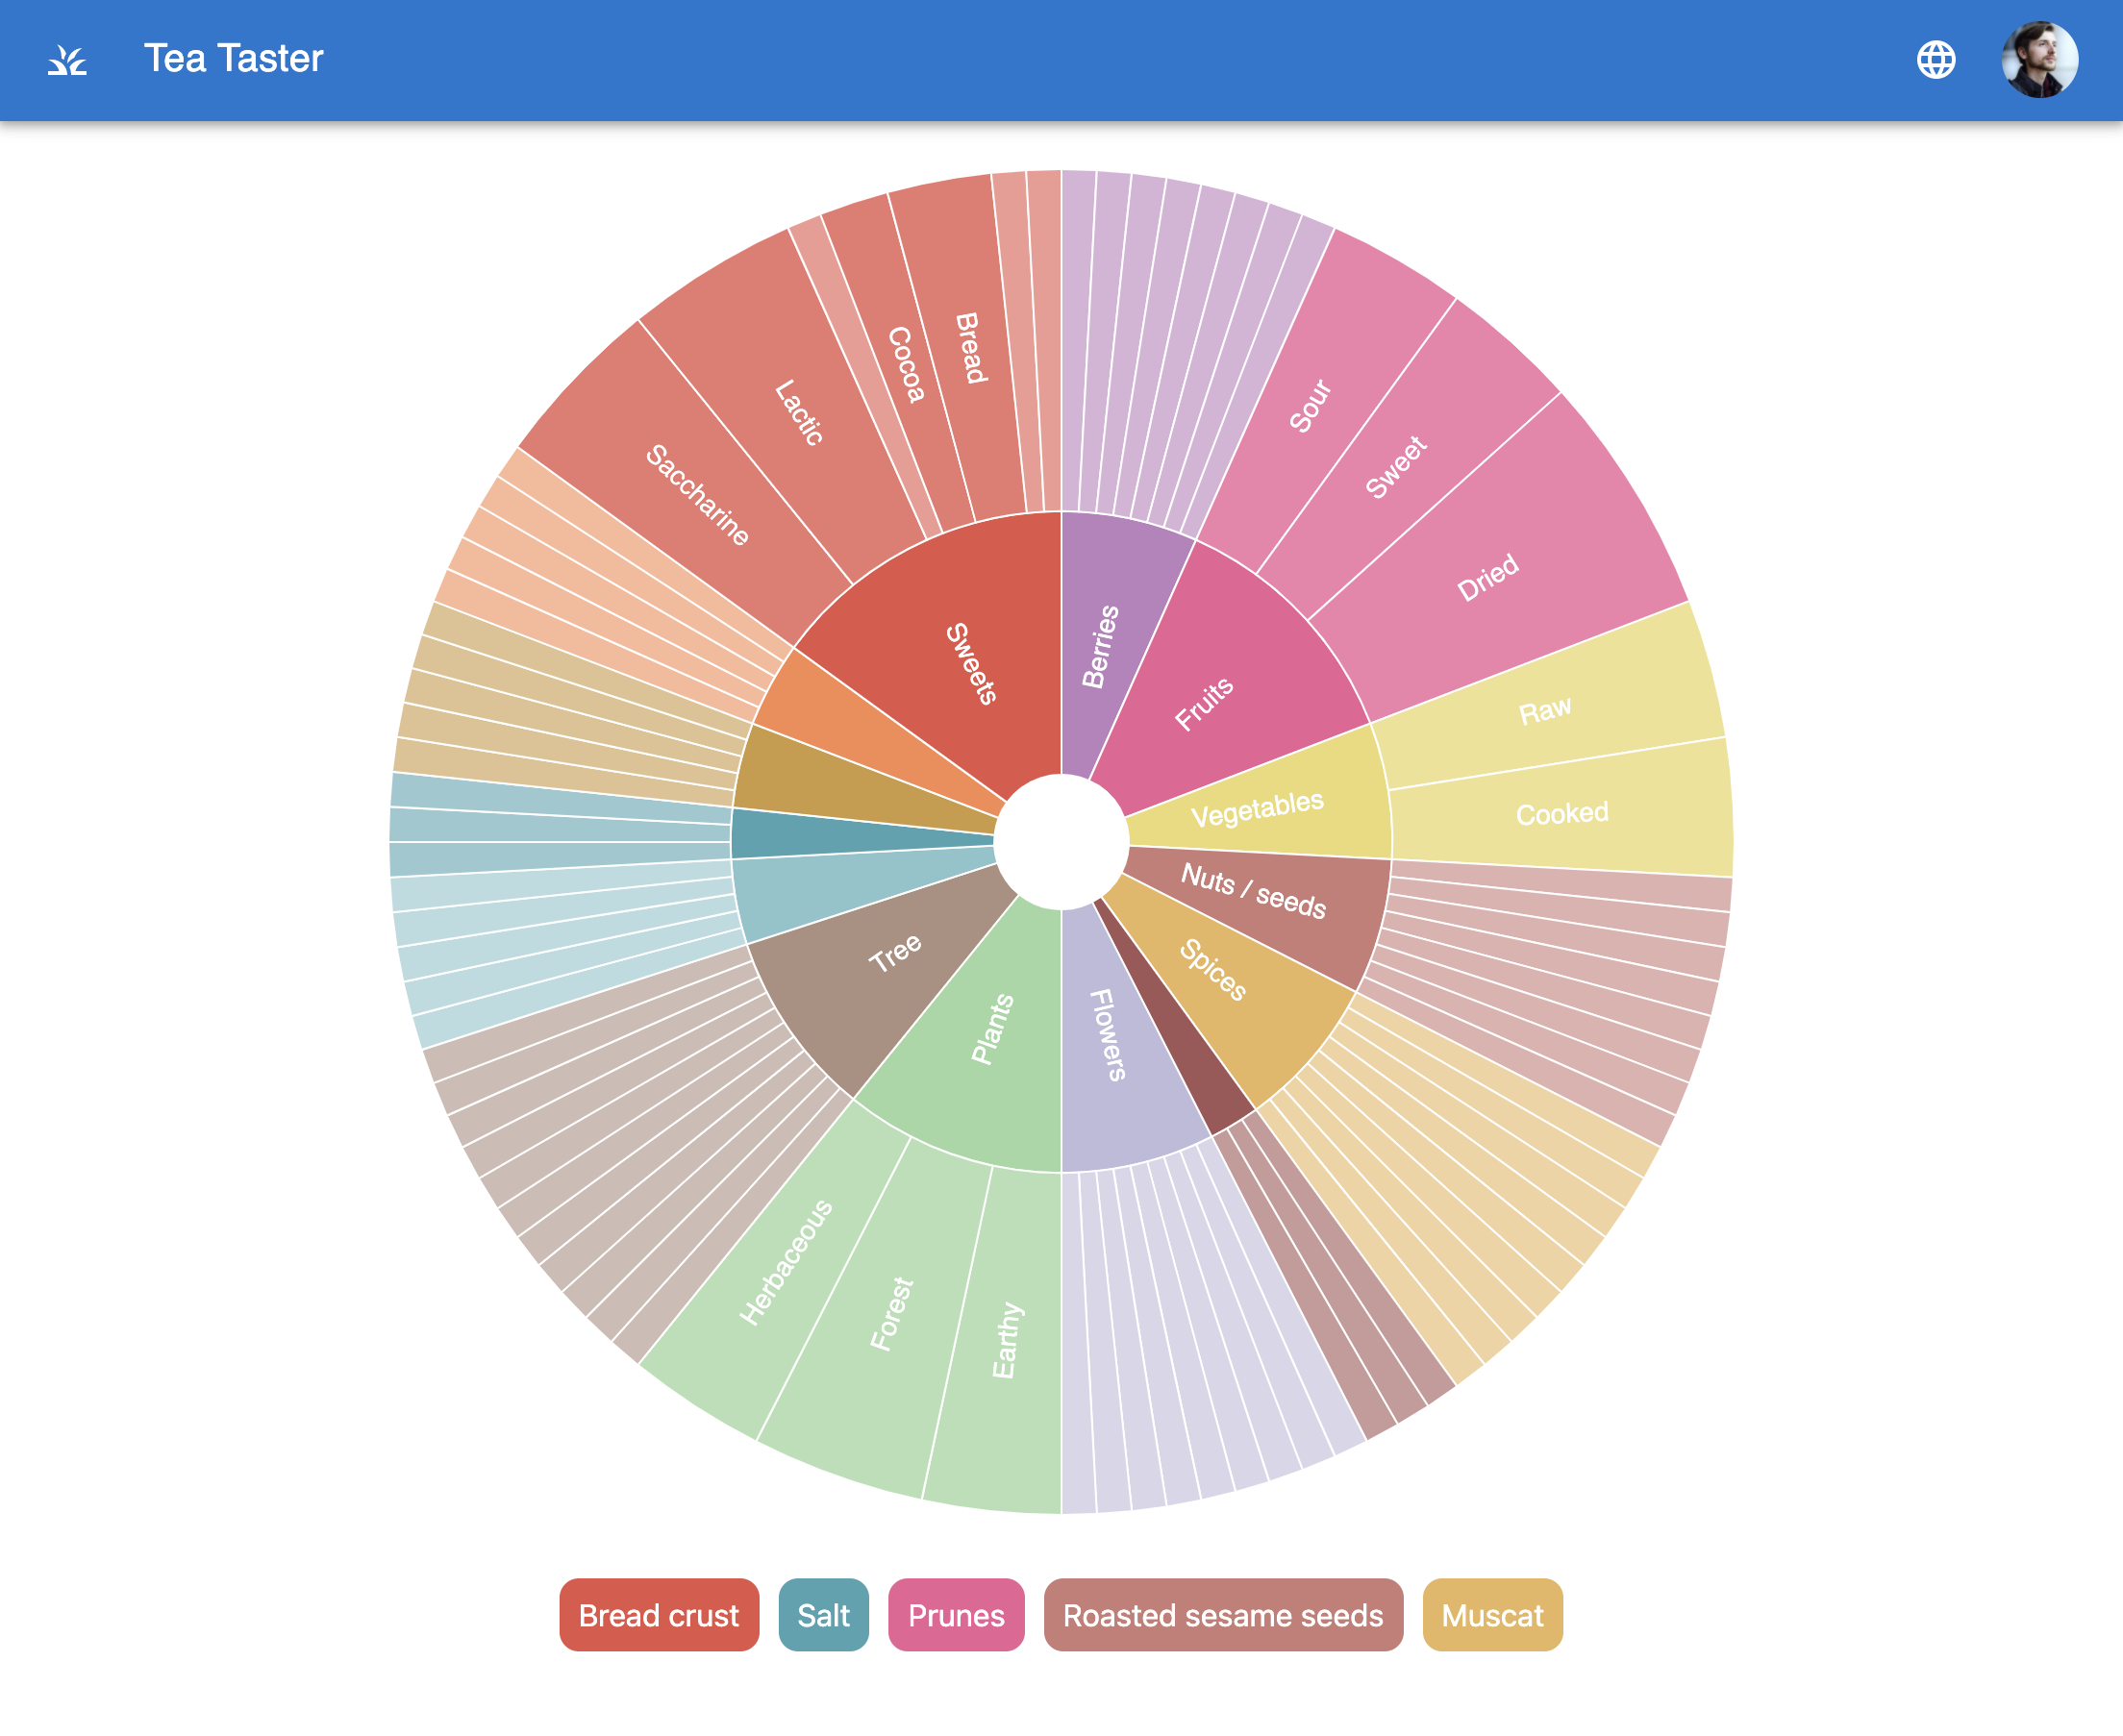 Tea Taster
Bread
Cocoa
Lactic
Saccharine
Sour
Sweet
Dried
Raw
Cooked
Sweets
Berries
Fruits
Vegetables
Nuts / seeds
Spices
Flowers
Plants
Tree
Herbaceous
Forest
Earthy
Bread crust
Salt
Prunes
Roasted sesame seeds
Muscat